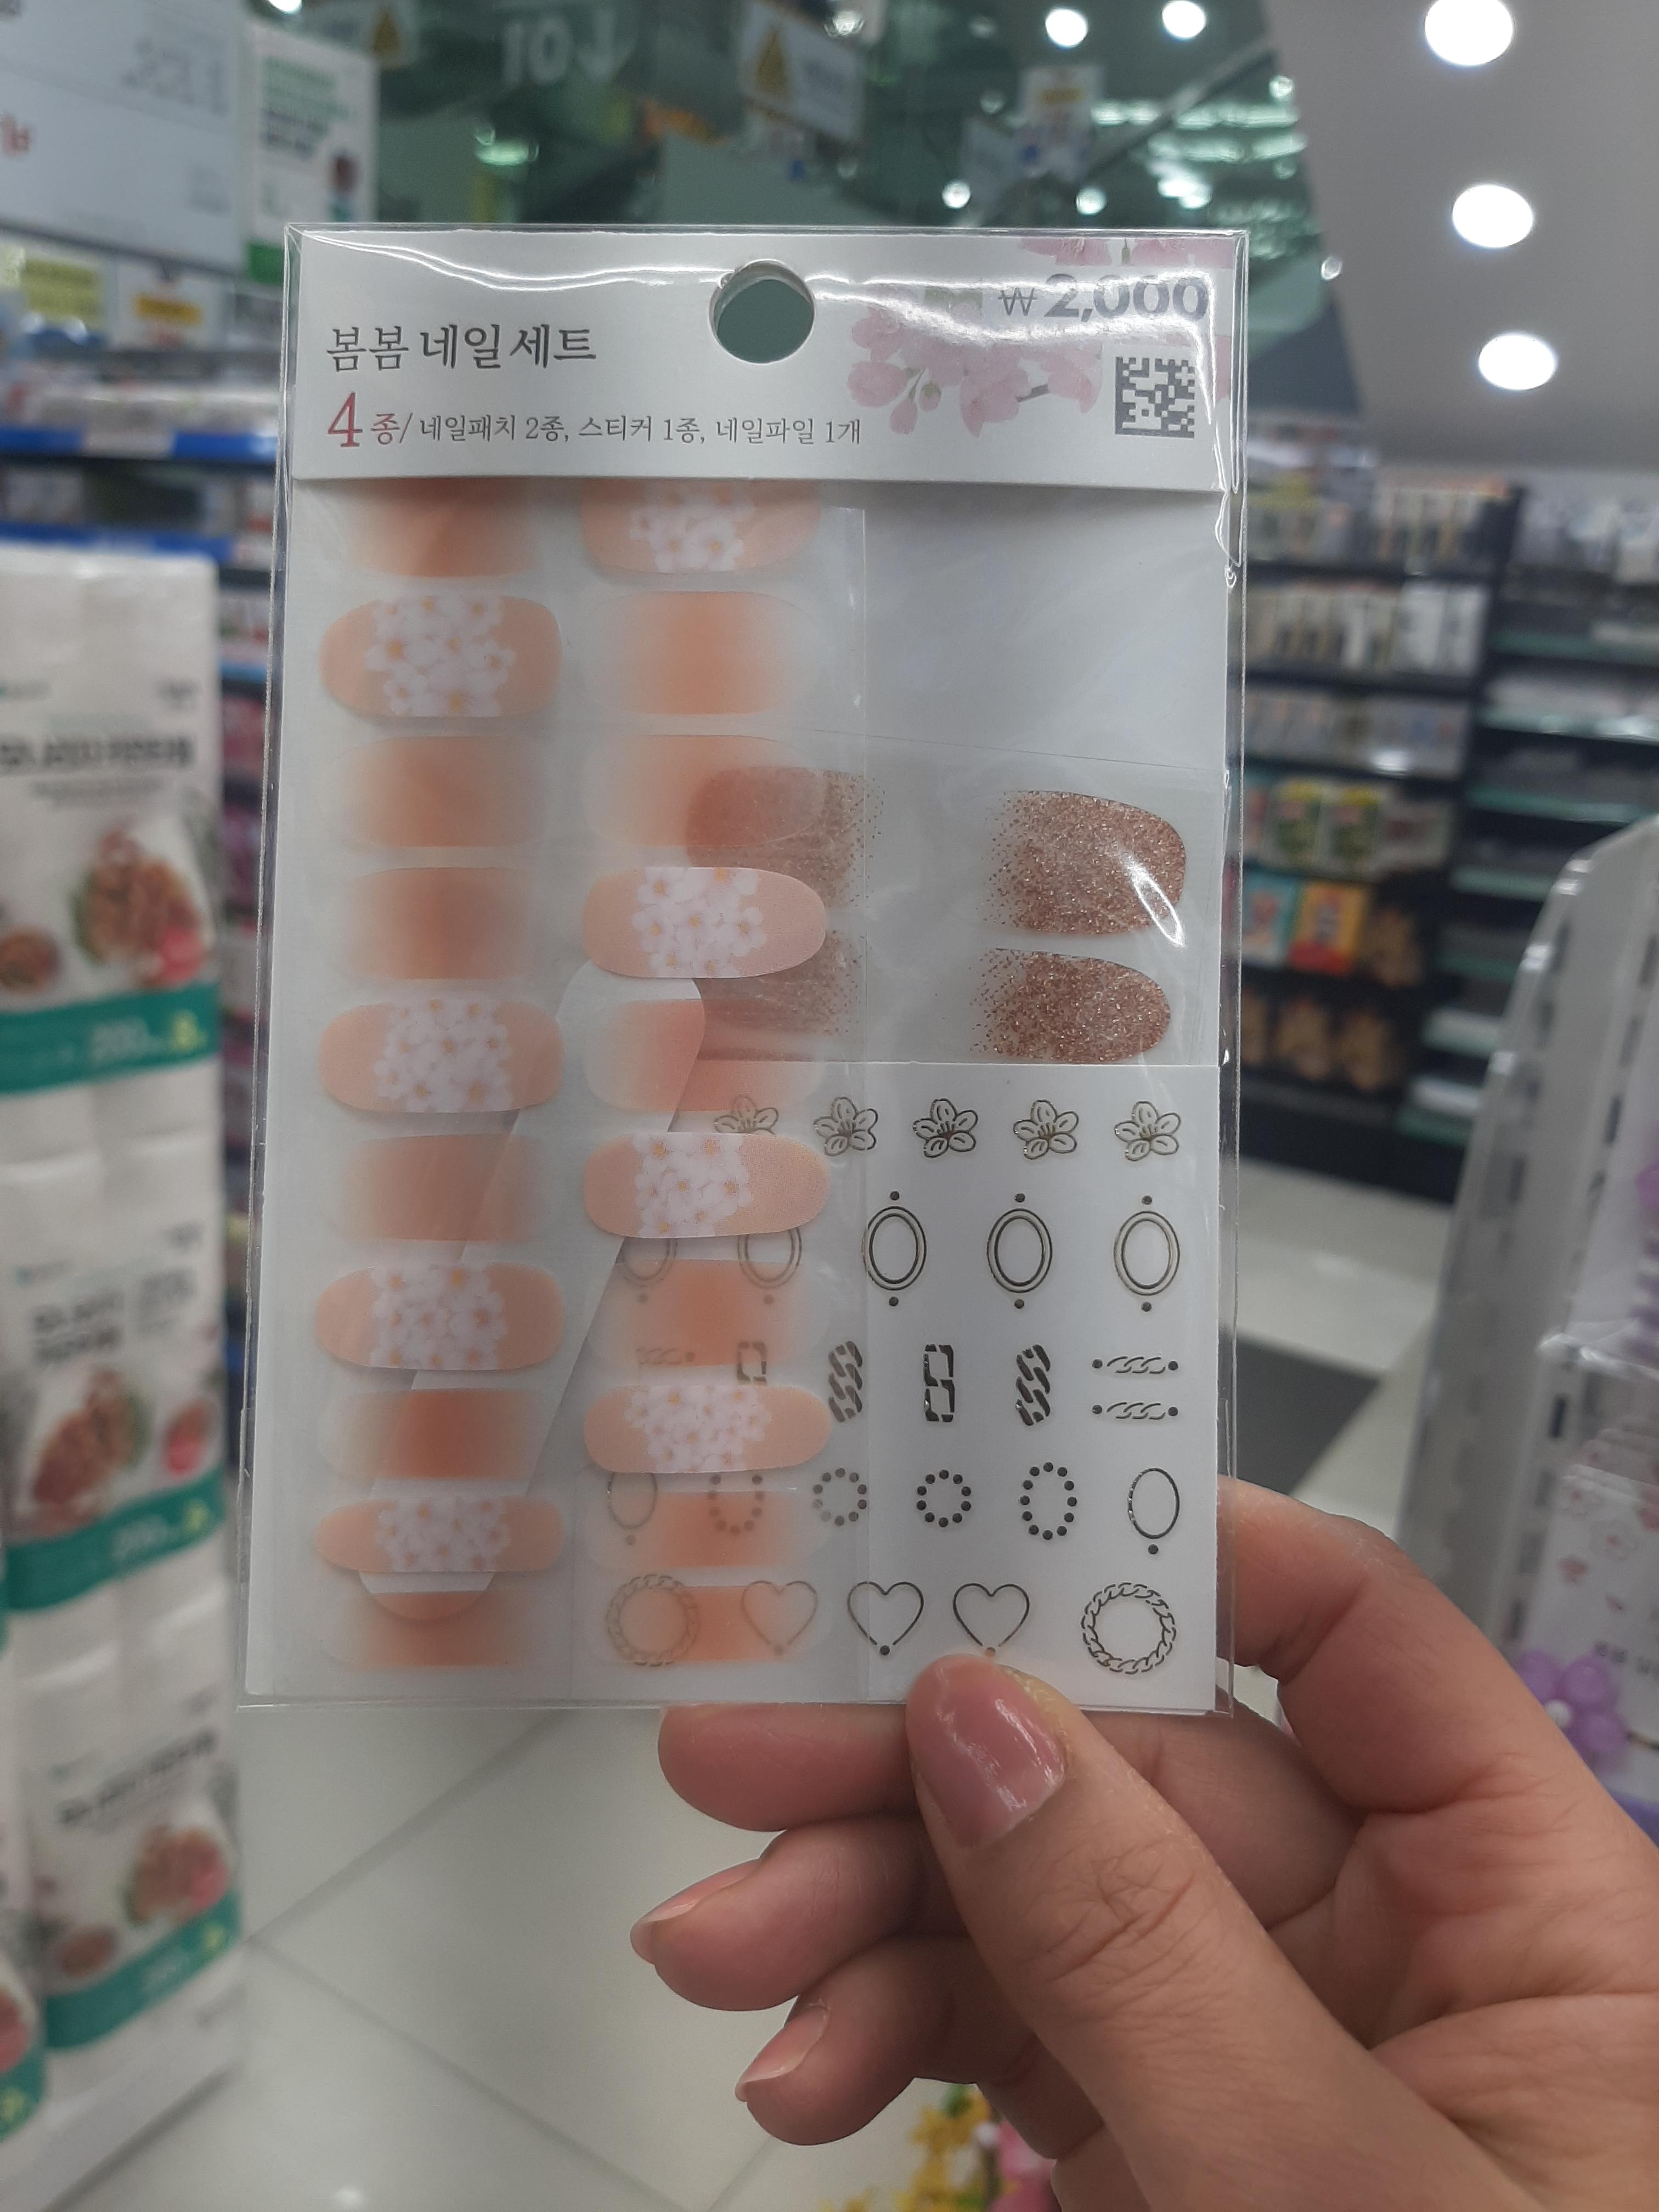 ₩2,000
봄봄 네일 세트
4종/ 네일패치 2종, 스티커 1종, 네일파일 1개